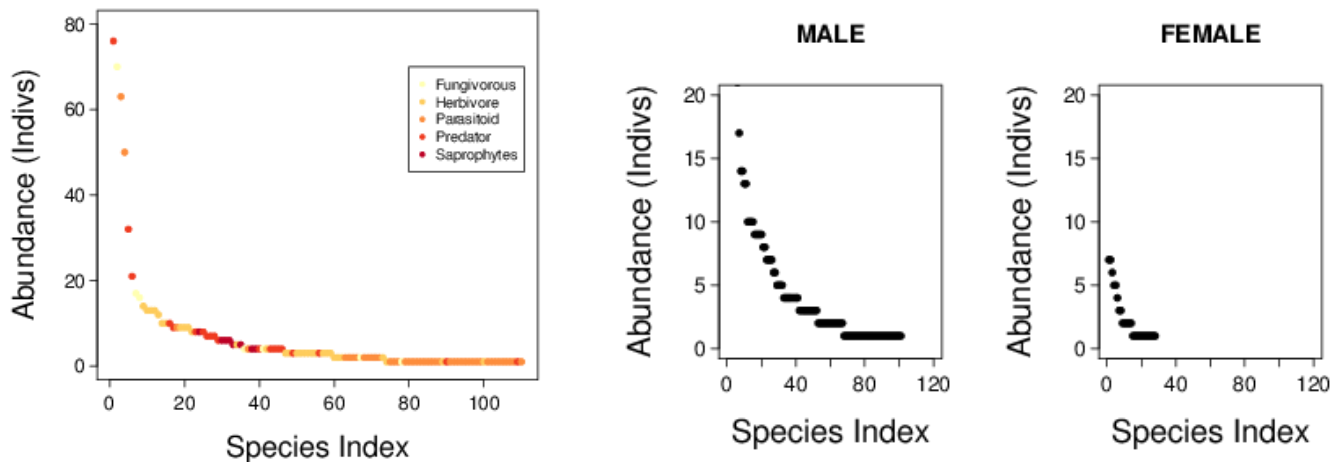 80
60
40
20
0
Abundance (Indivs)
Fungivorous
Herbivore
Parasitoid
Predator
Saprophytes
0 20 40 60 80 100
Species Index
MALE
20
15
10
5
0
Abundance (Indivs)
0 40 80 120
Species Index
FEMALE
20
15
10
5
0
Abundance (Indivs)
0 40 80 120
Species Index